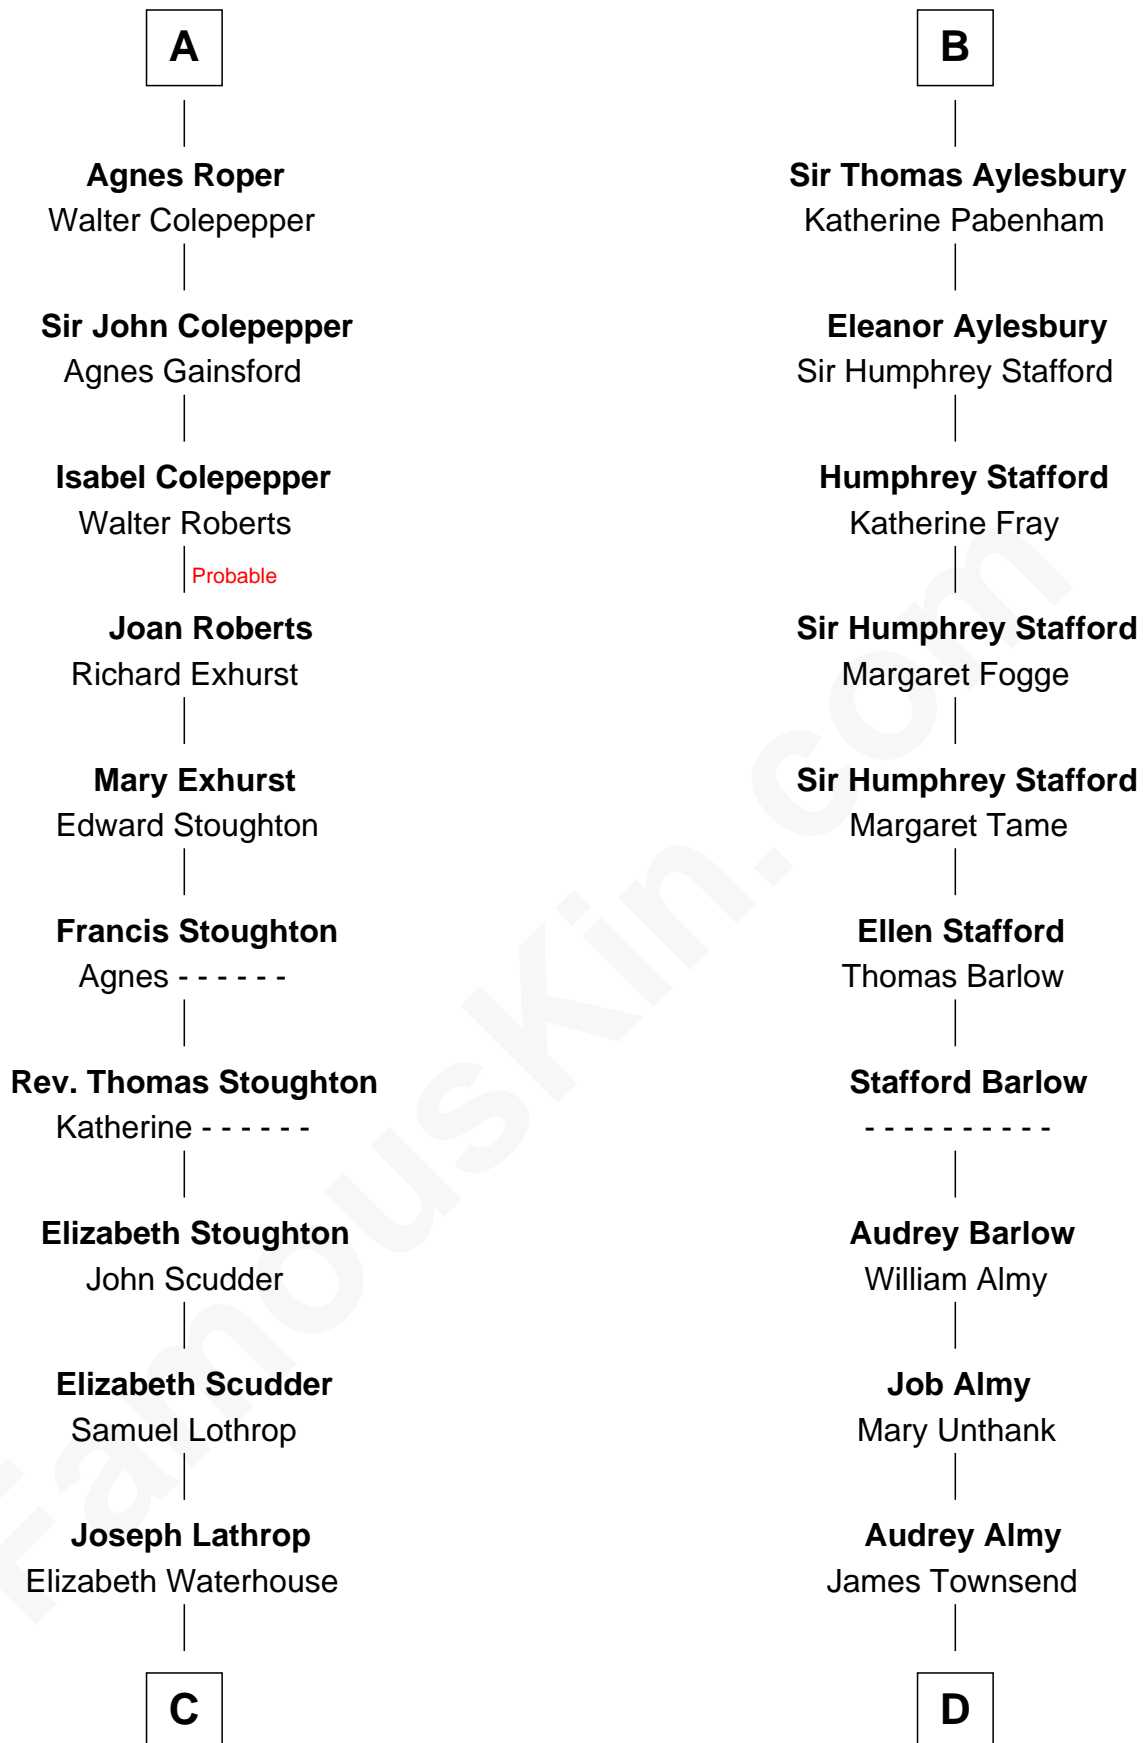 A
Agnes Roper
Walter Colepepper
Sir John Colepepper
Agnes Gainsford
Isabel Colepepper
Walter Roberts
Probable
Joan Roberts
Richard Exhurst
Mary Exhurst
Edward Stoughton
Francis Stoughton
Agnes - - - - - -
Rev. Thomas Stoughton
Katherine - - - - - -
Elizabeth Stoughton
John Scudder
Elizabeth Scudder
Samuel Lothrop
Joseph Lathrop
Elizabeth Waterhouse
C
B
Sir Thomas Aylesbury
Katherine Pabenham
Eleanor Aylesbury
Sir Humphrey Stafford
Humphrey Stafford
Katherine Fray
Sir Humphrey Stafford
Margaret Fogge
Sir Humphrey Stafford
Margaret Tame
Ellen Stafford
Thomas Barlow
Stafford Barlow
- - - - - - - - - -
Audrey Barlow
William Almy
Job Almy
Mary Unthank
Audrey Almy
James Townsend
D
FamousKin.com